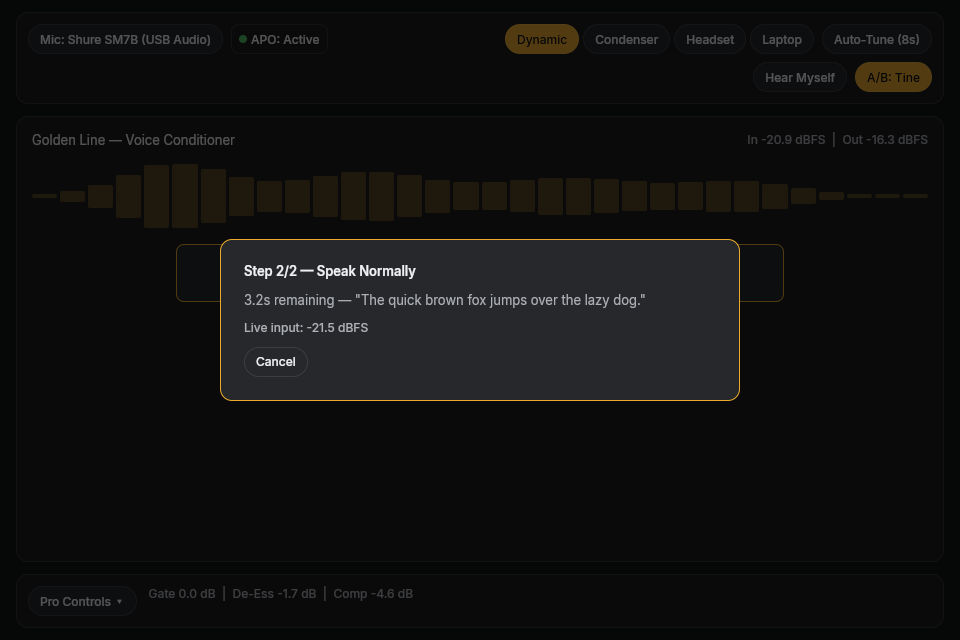 Mic: Shure SM7B (USB Audio) APO: Active Dynamic Condenser Headset Laptop Auto-Tune (8s)
Hear Myself A/B: Tine
Golden Line — Voice Conditioner In -20.9 dBFS | Out -16.3 dBFS
Step 2/2 — Speak Normally
3.2s remaining — "The quick brown fox jumps over the lazy dog."
Live input: -21.5 dBFS
Cancel
Pro Controls ▾ Gate 0.0 dB | De-Ess -1.7 dB | Comp -4.6 dB